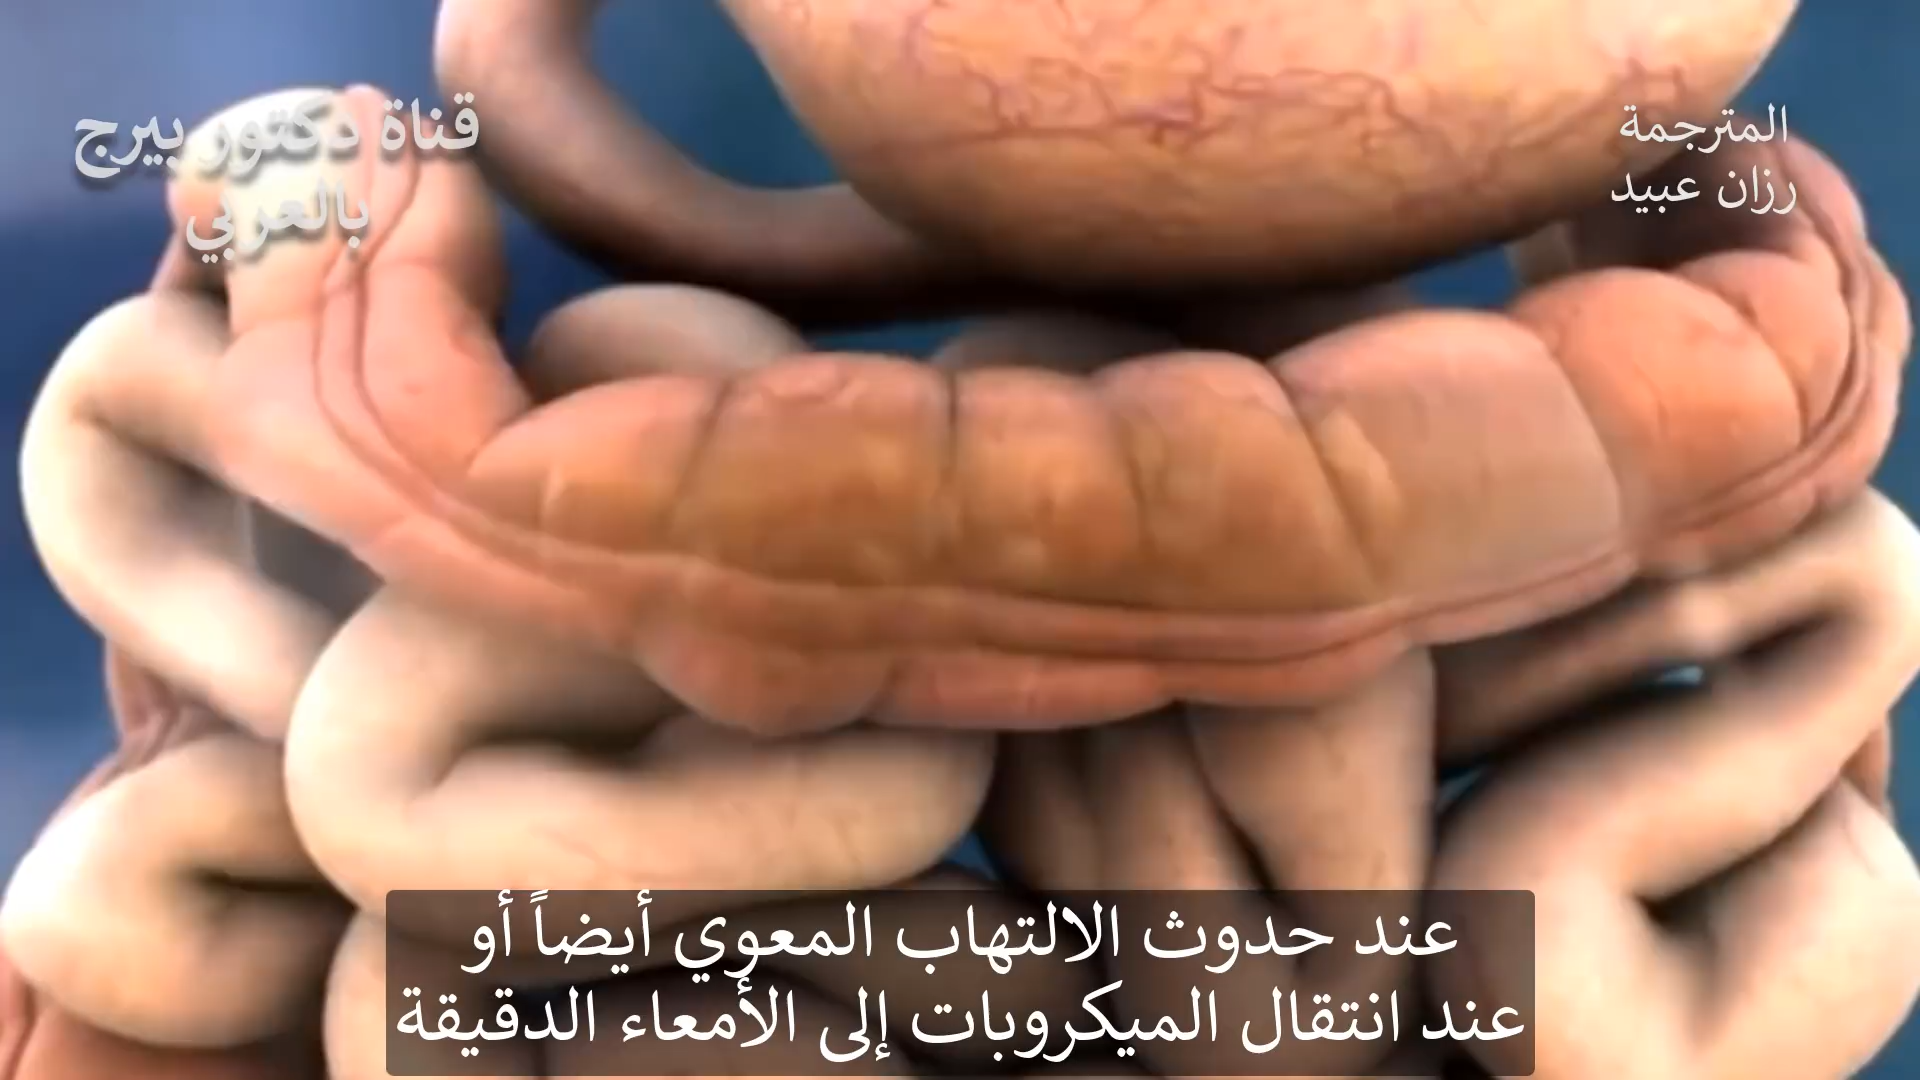 قناة دكتور بيرج
بالعربي
المترجمة
رزان عبيد
عند حدوث الالتهاب المعوي أيضاً أو
عند انتقال الميكروبات إلى الأمعاء الدقيقة